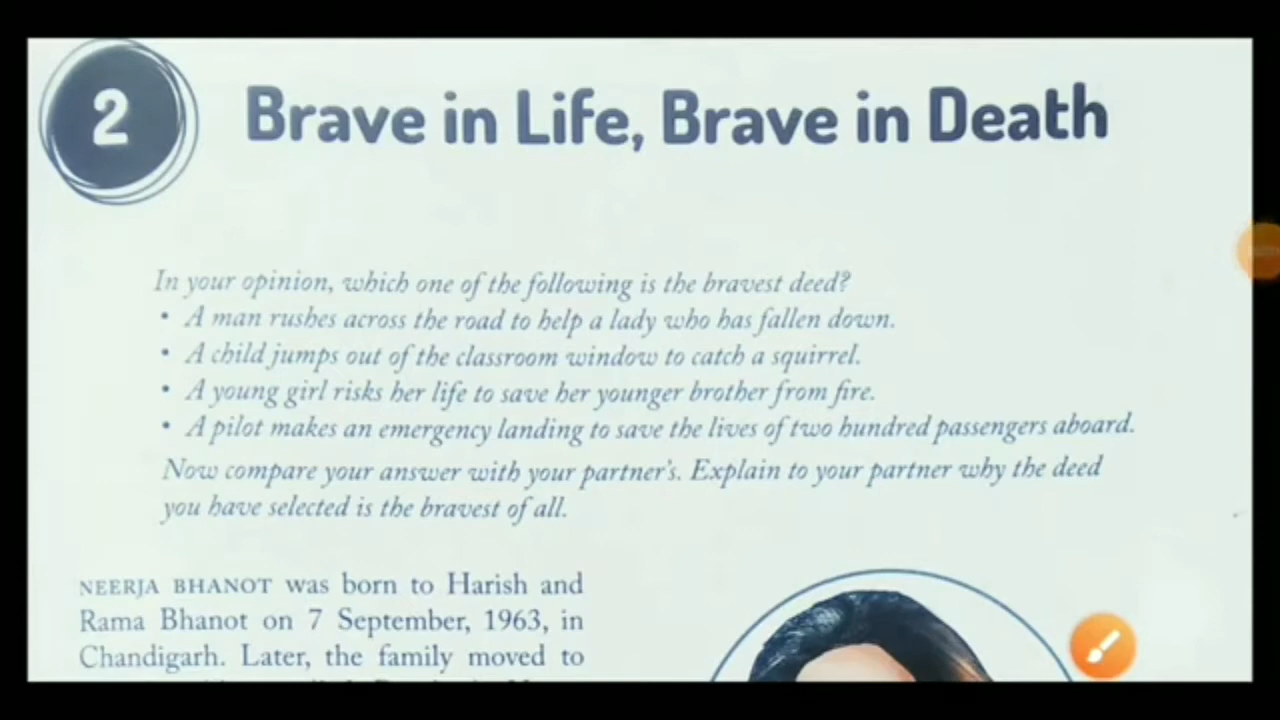 2
Brave in Life, Brave in Death
In your opinion, which one of the following is the bravest deed?
• A man rushes across the road to help a lady who has fallen down.
• A child jumps out of the classroom window to catch a squirrel.
• A young girl risks her life to save her younger brother from fire.
• A pilot makes an emergency landing to save the lives of two hundred passengers aboard.
Now compare your answer with your partner's. Explain to your partner why the deed
you have selected is the bravest of all.
NEERJA BHANOT was born to Harish and
Rama Bhanot on 7 September, 1963, in
Chandigarh. Later, the family moved to